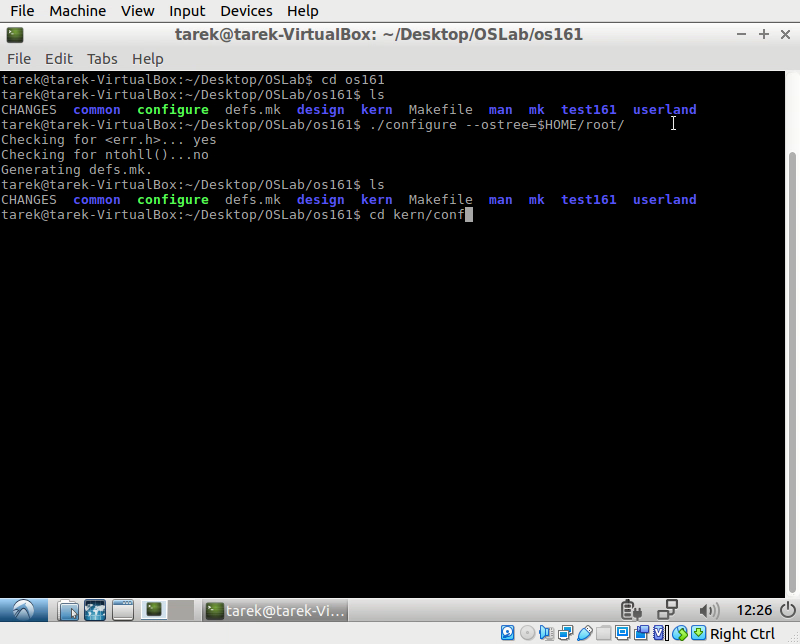 File Machine View Input Devices Help
tarek@tarek-VirtualBox: ~/Desktop/OSLab/os161
File Edit Tabs Help
tarek@tarek-VirtualBox:~/Desktop/OSLab$ cd os161
tarek@tarek-VirtualBox:~/Desktop/OSLab/os161$ ls
CHANGES common configure defs.mk design kern Makefile man mk test161 userland
tarek@tarek-VirtualBox:~/Desktop/OSLab/os161$ ./configure --ostree=$HOME/root/
Checking for <err.h>... yes
Checking for ntohll()...no
Generating defs.mk.
tarek@tarek-VirtualBox:~/Desktop/OSLab/os161$ ls
CHANGES common configure defs.mk design kern Makefile man mk test161 userland
tarek@tarek-VirtualBox:~/Desktop/OSLab/os161$ cd kern/conf
tarek@tarek-Vi... 12:26
Right Ctrl